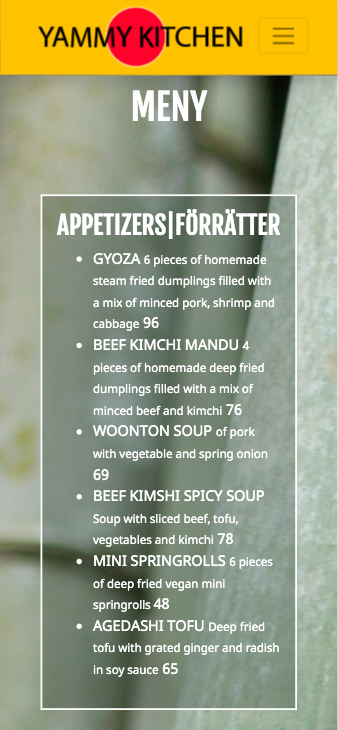 YAMMY KITCHEN
MENY
APPETIZERS|FÖRRÄTTER
GYOZA 6 pieces of homemade
steam fried dumplings filled with
a mix of minced pork, shrimp and
cabbage 96
BEEF KIMCHI MANDU 4
pieces of homemade deep fried
dumplings filled with a mix of
minced beef and kimchi 76
WOONTON SOUP of pork
with vegetable and spring onion
69
BEEF KIMSHI SPICY SOUP
Soup with sliced beef, tofu,
vegetables and kimchi 78
MINI SPRINGROLLS 6 pieces
of deep fried vegan mini
springrolls 48
AGEDASHI TOFU Deep fried
tofu with grated ginger and radish
in soy sauce 65